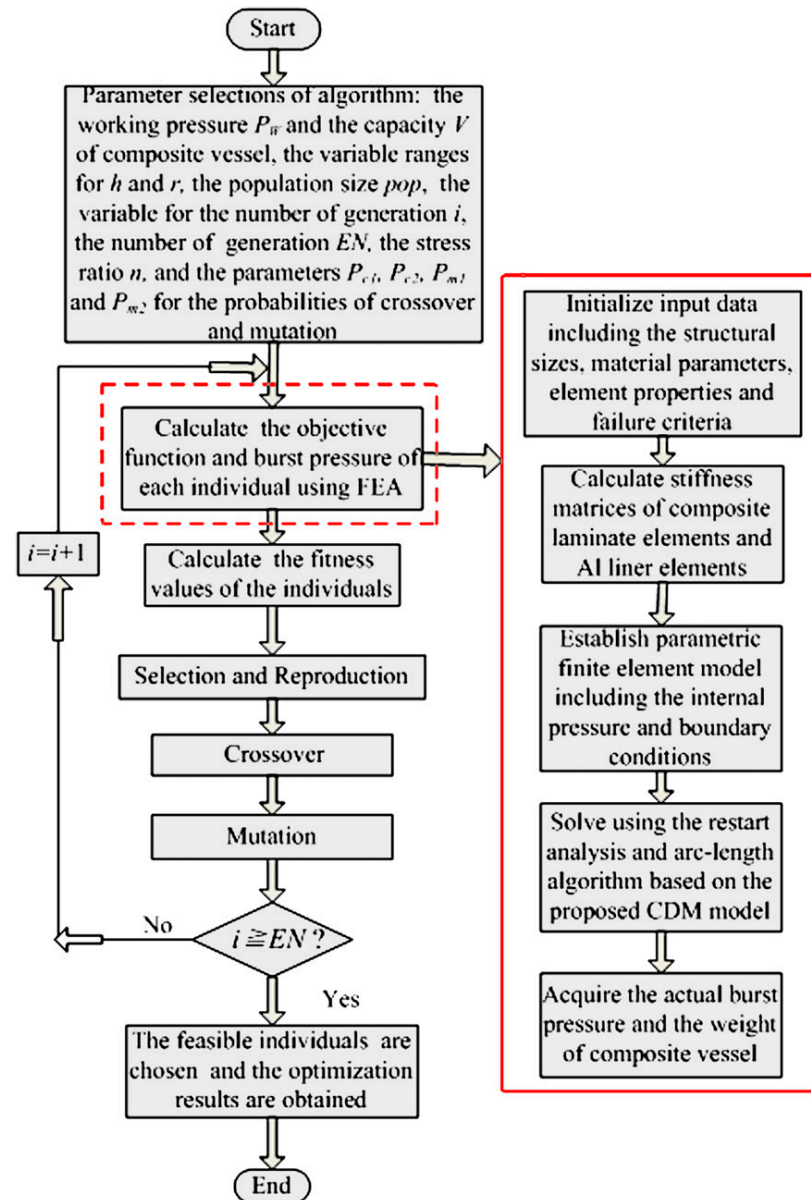 Start
Parameter selections of algorithm: the
working pressure P_W and the capacity V
of composite vessel, the variable ranges
for h and r, the population size pop, the
variable for the number of generation i,
the number of generation EN, the stress
ratio n, and the parameters P_c1, P_c2, P_m1
and P_m2 for the probabilities of crossover
and mutation
Calculate the objective
function and burst pressure of
each individual using FEA
i=i+1
Calculate the fitness
values of the individuals
Selection and Reproduction
Crossover
Mutation
No
i≧EN?
Yes
The feasible individuals are
chosen and the optimization
results are obtained
End
Initialize input data
including the structural
sizes, material parameters,
element properties and
failure criteria
Calculate stiffness
matrices of composite
laminate elements and
Al liner elements
Establish parametric
finite element model
including the internal
pressure and boundary
conditions
Solve using the restart
analysis and arc-length
algorithm based on the
proposed CDM model
Acquire the actual burst
pressure and the weight
of composite vessel